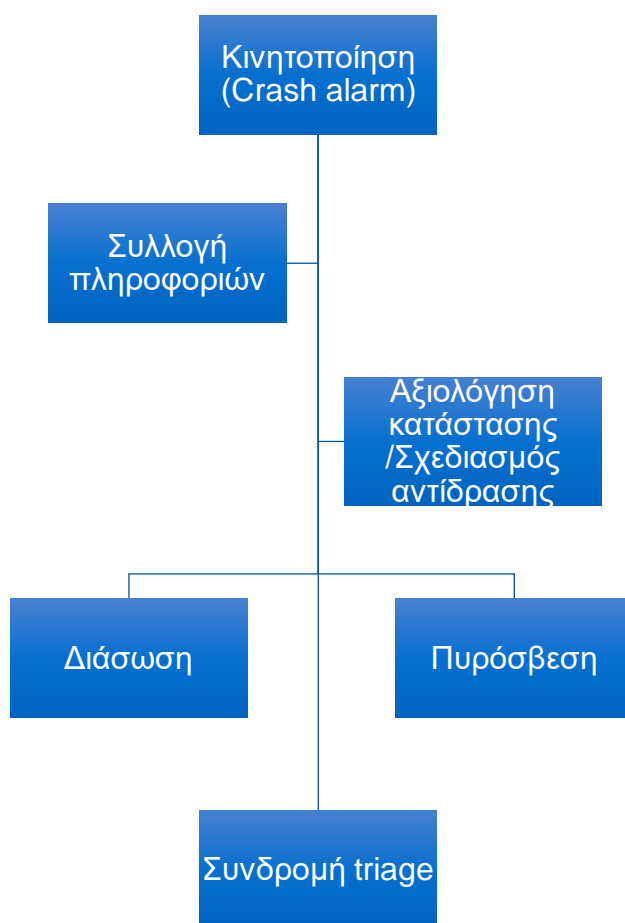 Κινητοποίηση
(Crash alarm)
Συλλογή
πληροφοριών
Αξιολόγηση
κατάστασης
/Σχεδιασμός
αντίδρασης
Διάσωση
Πυρόσβεση
Συνδρομή triage